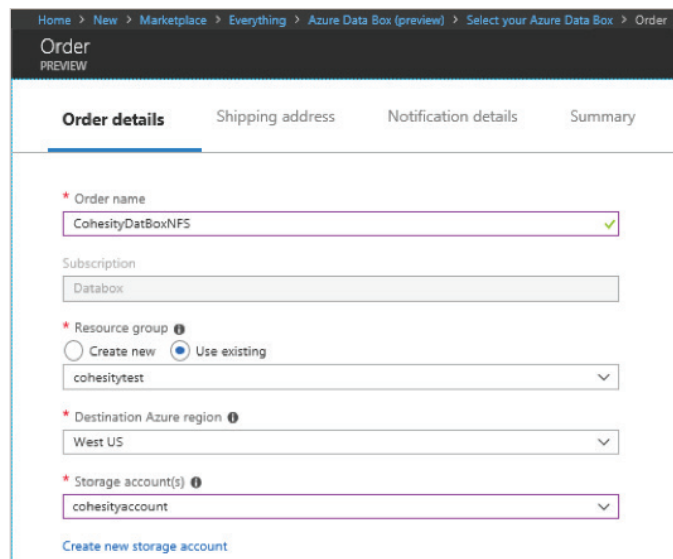 Home > New > Marketplace > Everything > Azure Data Box (preview) > Select your Azure Data Box > Order
Order
PREVIEW
Order details Shipping address Notification details Summary
* Order name
CohesityDatBoxNFS
Subscription
Databox
* Resource group
Create new Use existing
cohesitytest
* Destination Azure region
West US
* Storage account(s)
cohesityaccount
Create new storage account